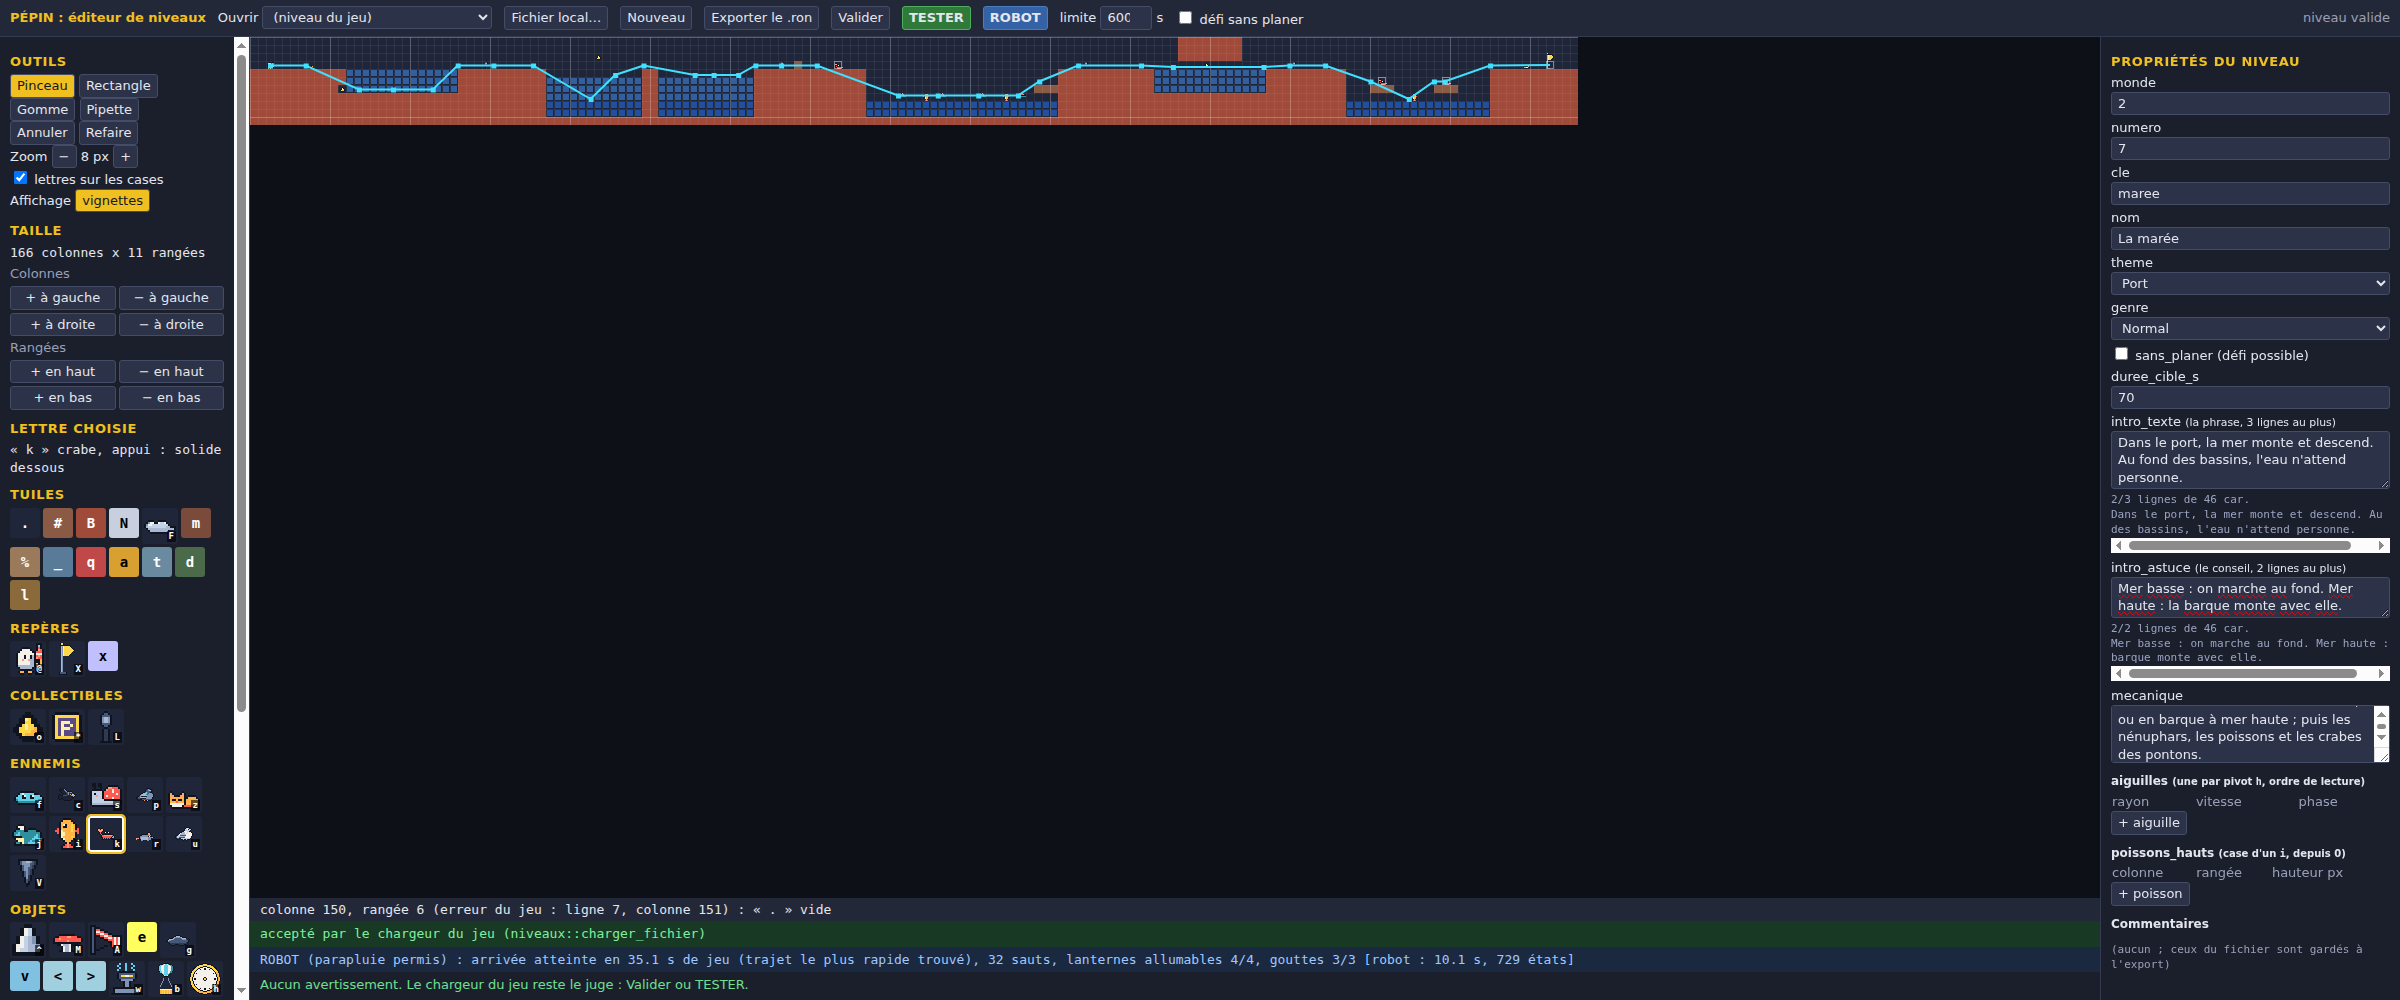 PÉPIN : éditeur de niveaux Ouvrir (niveau du jeu) Fichier local... Nouveau Exporter le .ron Valider TESTER ROBOT limite 600 s défi sans planer niveau valide
OUTILS
Pinceau Rectangle
Gomme Pipette
Annuler Refaire
Zoom − 8 px +
lettres sur les cases
Affichage vignettes
TAILLE
166 colonnes x 11 rangées
Colonnes
+ à gauche − à gauche
+ à droite − à droite
Rangées
+ en haut − en haut
+ en bas − en bas
LETTRE CHOISIE
« k » crabe, appui : solide
dessous
TUILES
. # B N F m
% _ q a t d
l
REPÈRES
@ X x
COLLECTIBLES
o * L
ENNEMIS
f c s p z
j i k r u
V
OBJETS
^ M A e g
v < > w b h
colonne 150, rangée 6 (erreur du jeu : ligne 7, colonne 151) : « . » vide
accepté par le chargeur du jeu (niveaux::charger_fichier)
ROBOT (parapluie permis) : arrivée atteinte en 35.1 s de jeu (trajet le plus rapide trouvé), 32 sauts, lanternes allumables 4/4, gouttes 3/3 [robot : 10.1 s, 729 états]
Aucun avertissement. Le chargeur du jeu reste le juge : Valider ou TESTER.
PROPRIÉTÉS DU NIVEAU
monde
2
numero
7
cle
maree
nom
La marée
theme
Port
genre
Normal
sans_planer (défi possible)
duree_cible_s
70
intro_texte (la phrase, 3 lignes au plus)
Dans le port, la mer monte et descend.
Au fond des bassins, l'eau n'attend
personne.
2/3 lignes de 46 car.
Dans le port, la mer monte et descend. Au
des bassins, l'eau n'attend personne.
intro_astuce (le conseil, 2 lignes au plus)
Mer basse : on marche au fond. Mer
haute : la barque monte avec elle.
2/2 lignes de 46 car.
Mer basse : on marche au fond. Mer haute :
barque monte avec elle.
mecanique
ou en barque à mer haute ; puis les
nénuphars, les poissons et les crabes
des pontons.
aiguilles (une par pivot h, ordre de lecture)
rayon vitesse phase
+ aiguille
poissons_hauts (case d'un i, depuis 0)
colonne rangée hauteur px
+ poisson
Commentaires
(aucun ; ceux du fichier sont gardés à
l'export)